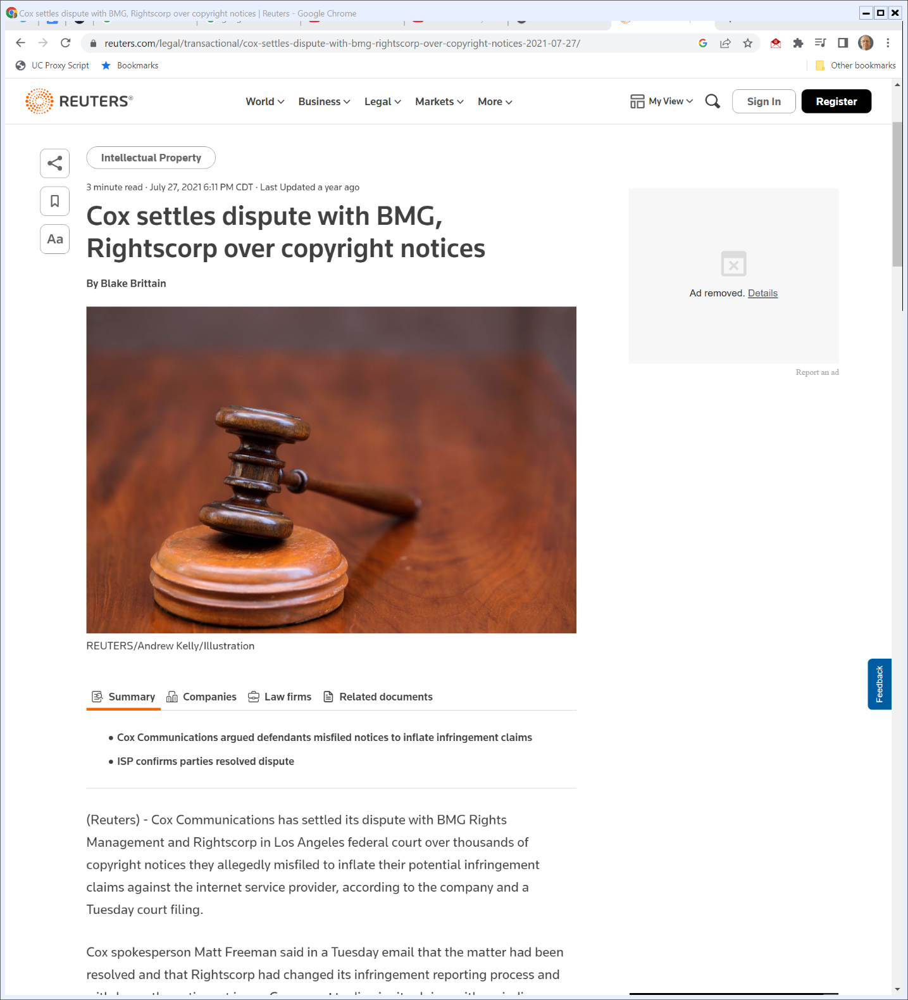 Cox settles dispute with BMG, Rightscorp over copyright notices | Reuters - Google Chrome
reuters.com/legal/transactional/cox-settles-dispute-with-bmg-rightscorp-over-copyright-notices-2021-07-27/
UC Proxy Script
Bookmarks
Other bookmarks
REUTERS®
World
Business
Legal
Markets
More
My View
Sign In
Register
Intellectual Property
3 minute read · July 27, 2021 6:11 PM CDT · Last Updated a year ago
Cox settles dispute with BMG,
Rightscorp over copyright notices
Aa
By Blake Brittain
Ad removed. Details
Report an ad
REUTERS/Andrew Kelly/Illustration
Feedback
Summary
Companies
Law firms
Related documents
• Cox Communications argued defendants misfiled notices to inflate infringement claims
• ISP confirms parties resolved dispute
(Reuters) - Cox Communications has settled its dispute with BMG Rights
Management and Rightscorp in Los Angeles federal court over thousands of
copyright notices they allegedly misfiled to inflate their potential infringement
claims against the internet service provider, according to the company and a
Tuesday court filing.
Cox spokesperson Matt Freeman said in a Tuesday email that the matter had been
resolved and that Rightscorp had changed its infringement reporting process and